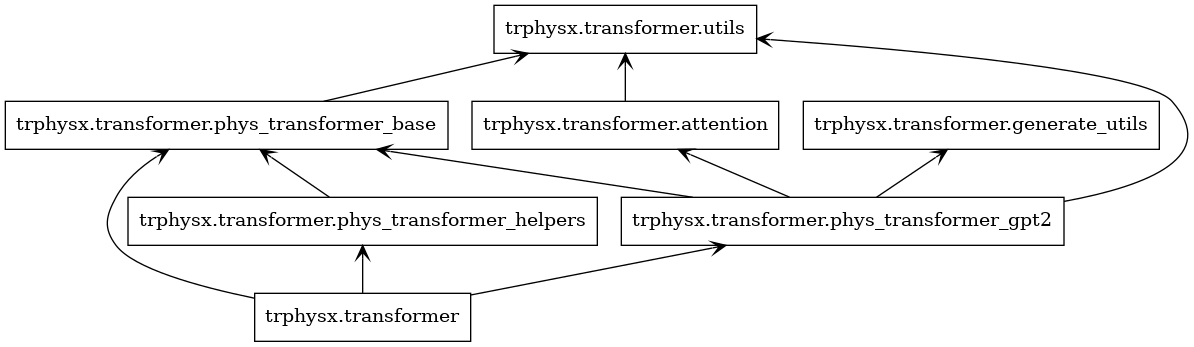 trphysx.transformer.utils
trphysx.transformer.phys_transformer_base
trphysx.transformer.attention
trphysx.transformer.generate_utils
trphysx.transformer.phys_transformer_helpers
trphysx.transformer.phys_transformer_gpt2
trphysx.transformer